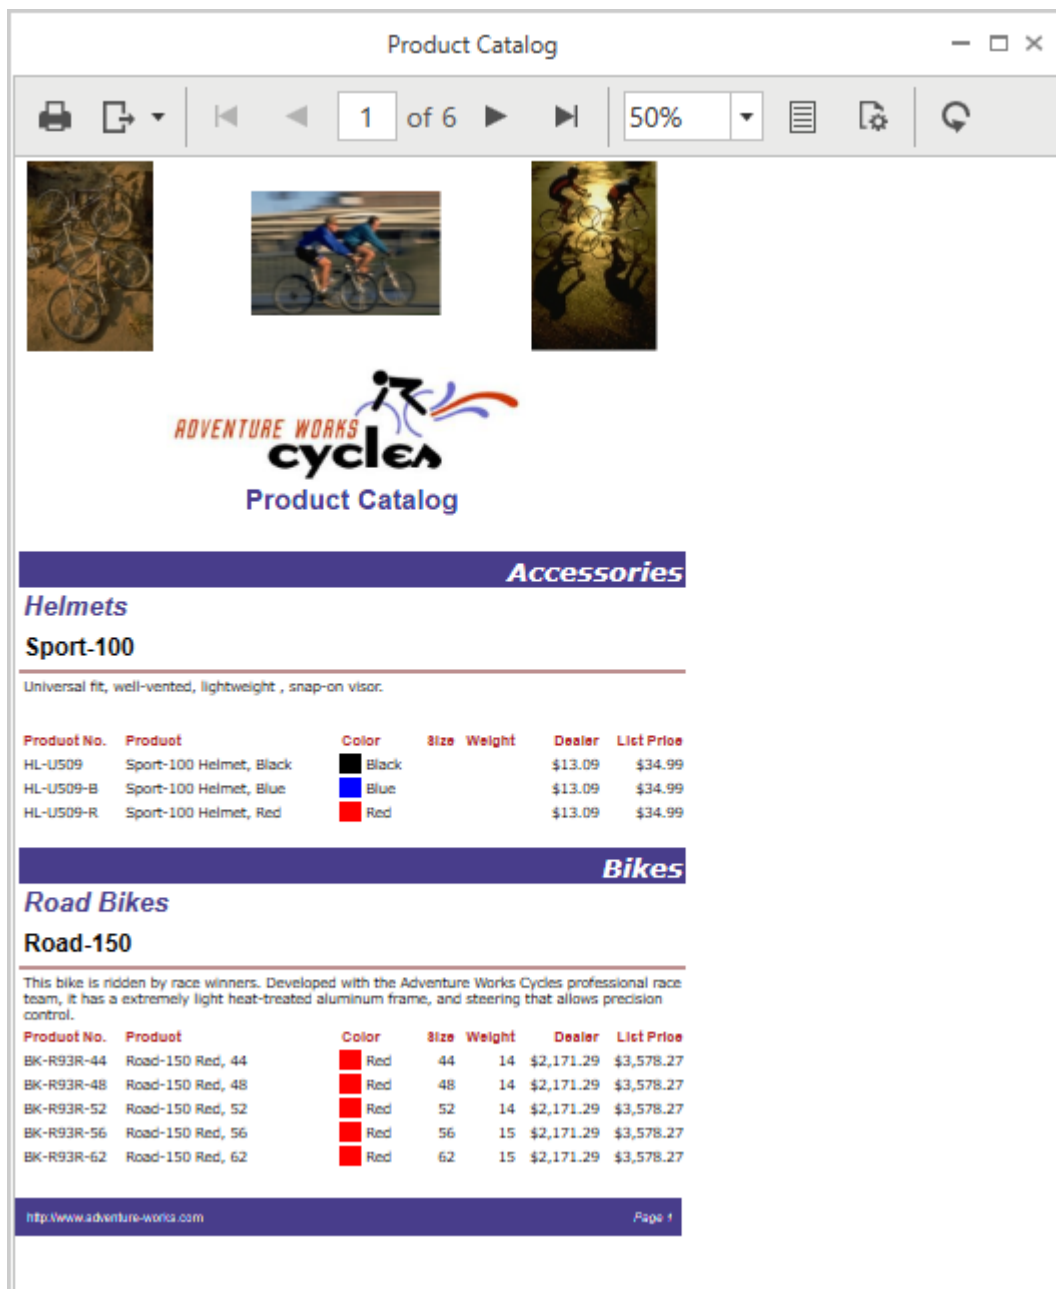 Product Catalog
1 of 6 50%
ADVENTURE WORKS
cycles
Product Catalog
Accessories
Helmets
Sport-100
Universal fit, well-vented, lightweight , snap-on visor.
Product No. Product Color Size Weight Dealer List Price
HL-U509 Sport-100 Helmet, Black Black $13.09 $34.99
HL-U509-B Sport-100 Helmet, Blue Blue $13.09 $34.99
HL-U509-R Sport-100 Helmet, Red Red $13.09 $34.99
Bikes
Road Bikes
Road-150
This bike is ridden by race winners. Developed with the Adventure Works Cycles professional race
team, it has a extremely light heat-treated aluminum frame, and steering that allows precision
control.
Product No. Product Color Size Weight Dealer List Price
BK-R93R-44 Road-150 Red, 44 Red 44 14 $2,171.29 $3,578.27
BK-R93R-48 Road-150 Red, 48 Red 48 14 $2,171.29 $3,578.27
BK-R93R-52 Road-150 Red, 52 Red 52 14 $2,171.29 $3,578.27
BK-R93R-56 Road-150 Red, 56 Red 56 15 $2,171.29 $3,578.27
BK-R93R-62 Road-150 Red, 62 Red 62 15 $2,171.29 $3,578.27
http://www.adventure-works.com Page 1